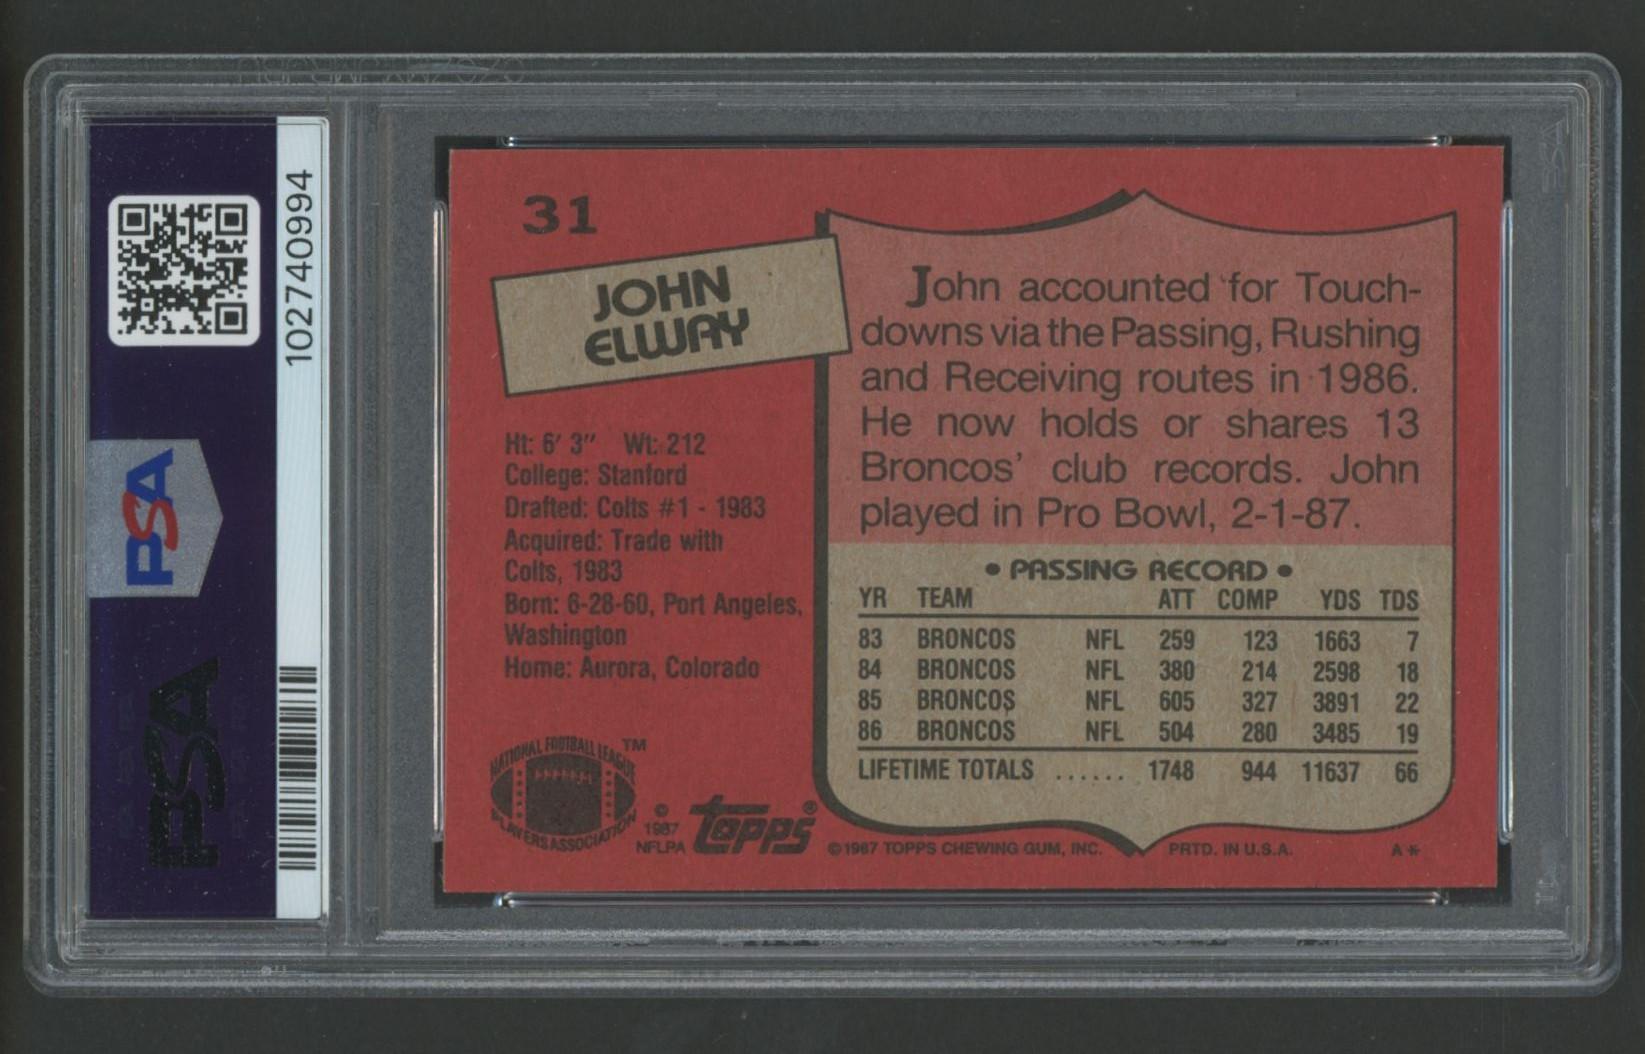 102740994
PSA
PSA
31
JOHN
ELWAY
Ht: 6' 3" Wt: 212
College: Stanford
Drafted: Colts #1 - 1983
Acquired: Trade with
Colts, 1983
Born: 6-28-60, Port Angeles,
Washington
Home: Aurora, Colorado
NATIONAL FOOTBALL LEAGUE ™
PLAYERS ASSOCIATION
© 1987
NFLPA
topps®
John accounted for Touch-
downs via the Passing, Rushing
and Receiving routes in 1986.
He now holds or shares 13
Broncos' club records. John
played in Pro Bowl, 2-1-87.
• PASSING RECORD •
YR TEAM ATT COMP YDS TDS
83 BRONCOS NFL 259 123 1663 7
84 BRONCOS NFL 380 214 2598 18
85 BRONCOS NFL 605 327 3891 22
86 BRONCOS NFL 504 280 3485 19
LIFETIME TOTALS ...... 1748 944 11637 66
©1987 TOPPS CHEWING GUM, INC. PRTD. IN U.S.A. A*